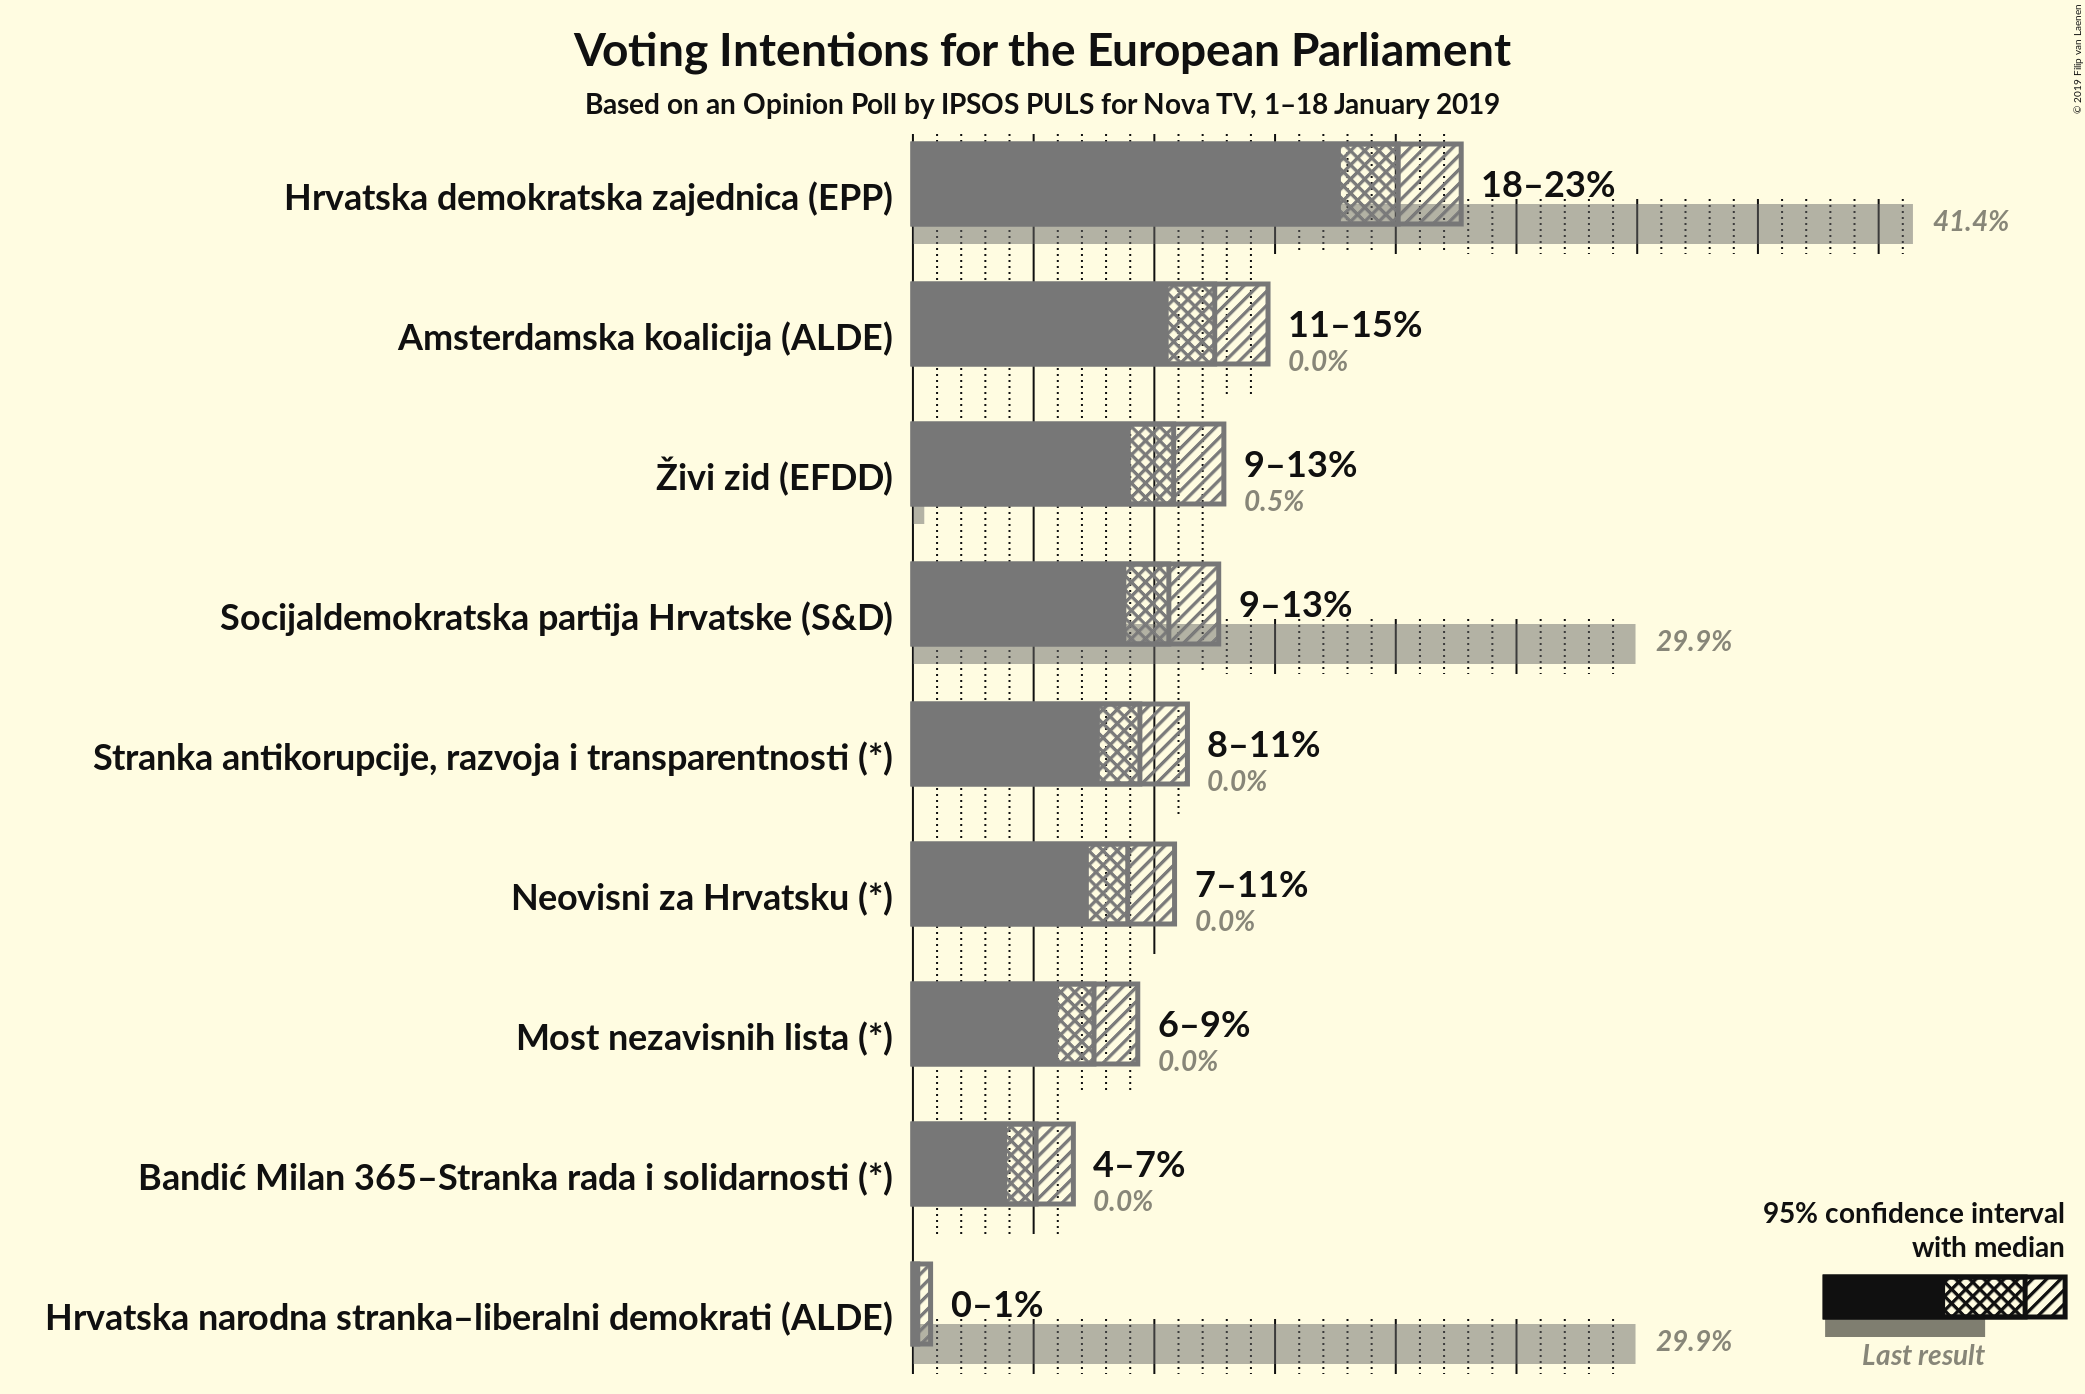 Voting Intentions for the European Parliament
Based on an Opinion Poll by IPSOS PULS for Nova TV, 1–18 January 2019
© 2019 Filip van Laenen
Hrvatska demokratska zajednica (EPP)
18–23%
41.4%
Amsterdamska koalicija (ALDE)
11–15%
0.0%
Živi zid (EFDD)
9–13%
0.5%
Socijaldemokratska partija Hrvatske (S&D)
9–13%
29.9%
Stranka antikorupcije, razvoja i transparentnosti (*)
8–11%
0.0%
Neovisni za Hrvatsku (*)
7–11%
0.0%
Most nezavisnih lista (*)
6–9%
0.0%
Bandić Milan 365–Stranka rada i solidarnosti (*)
4–7%
0.0%
Hrvatska narodna stranka–liberalni demokrati (ALDE)
0–1%
29.9%
95% confidence interval
with median
Last result